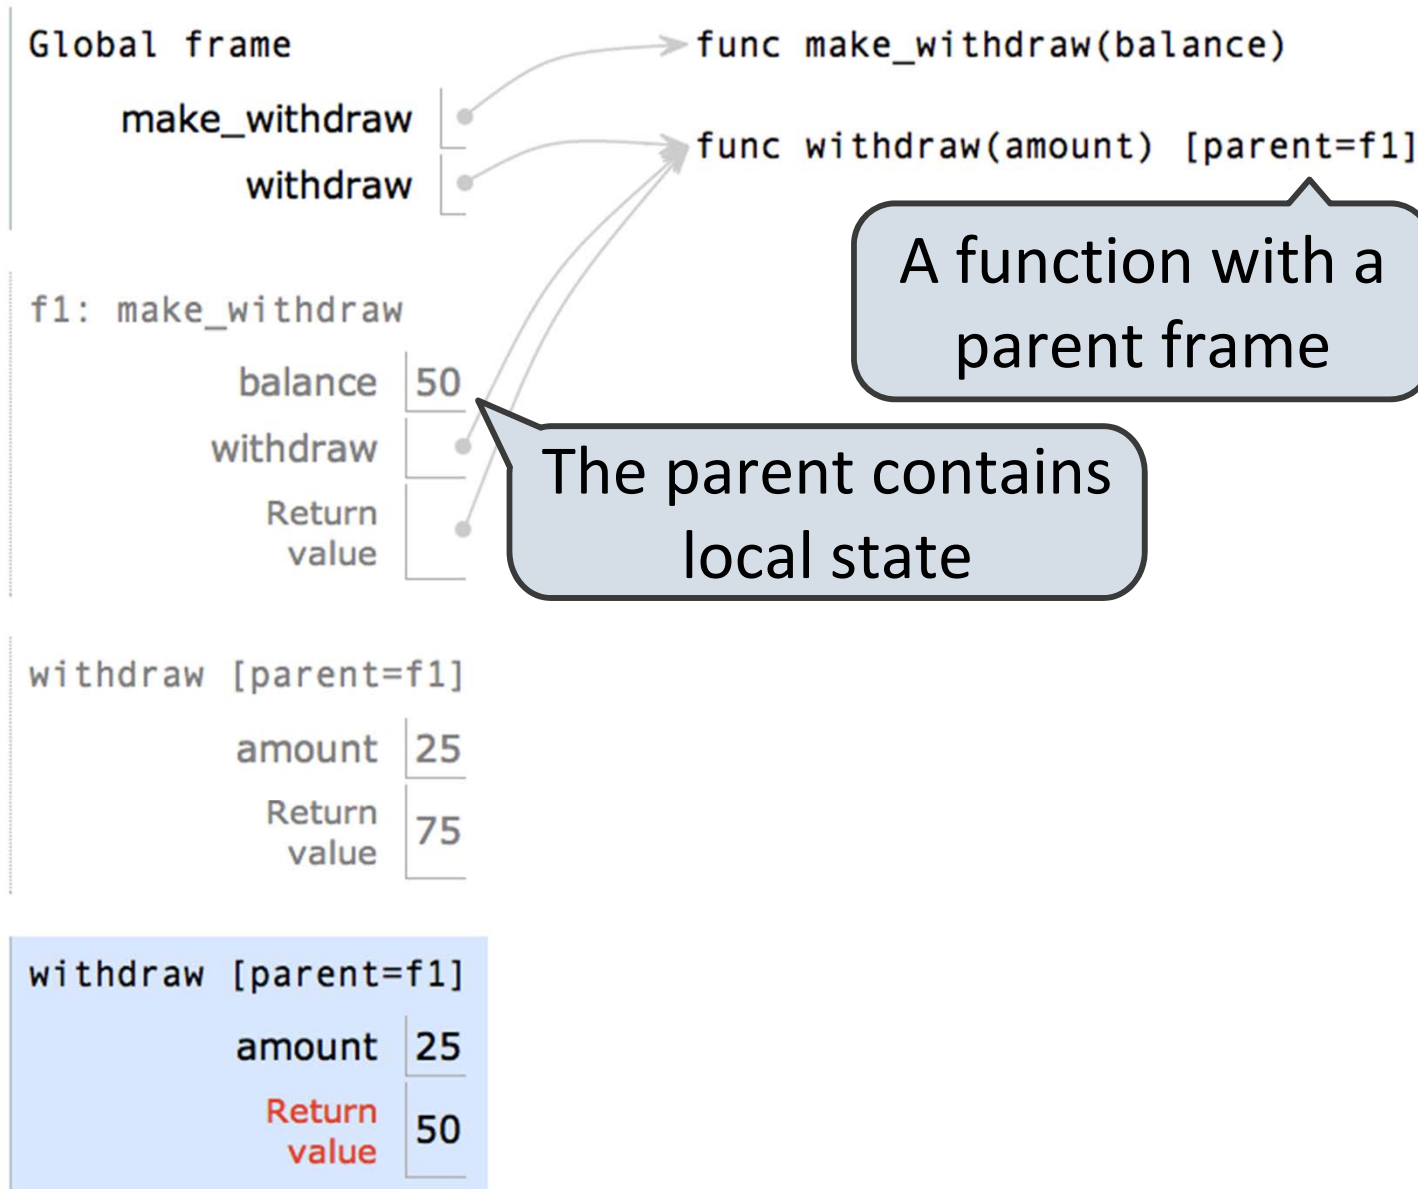 Global frame
make_withdraw
withdraw
func make_withdraw(balance)
func withdraw(amount) [parent=f1]
A function with a
parent frame
f1: make_withdraw
balance 50
withdraw
Return
value
The parent contains
local state
withdraw [parent=f1]
amount 25
Return
value 75
withdraw [parent=f1]
amount 25
Return
value 50